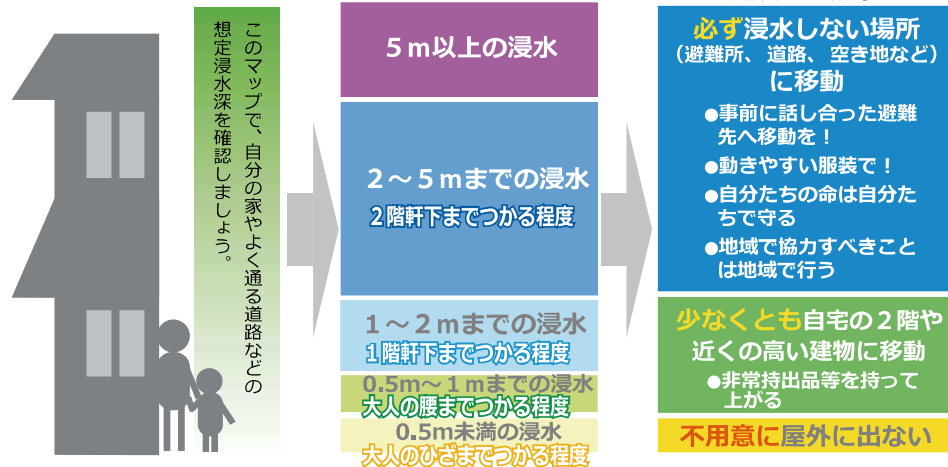 このマップで、自分の家やよく通る道路などの
想定浸水深を確認しましょう。
5m以上の浸水
2～5mまでの浸水
2階軒下までつかる程度
1～2mまでの浸水
1階軒下までつかる程度
0.5m～1mまでの浸水
大人の腰までつかる程度
0.5m未満の浸水
大人のひざまでつかる程度
必ず浸水しない場所
（避難所、道路、空き地など）
に移動
●事前に話し合った避難
先へ移動を！
●動きやすい服装で！
●自分たちの命は自分た
ちで守る
●地域で協力すべきこと
は地域で行う
少なくとも自宅の2階や
近くの高い建物に移動
●非常持出品等を持って
上がる
不用意に屋外に出ない